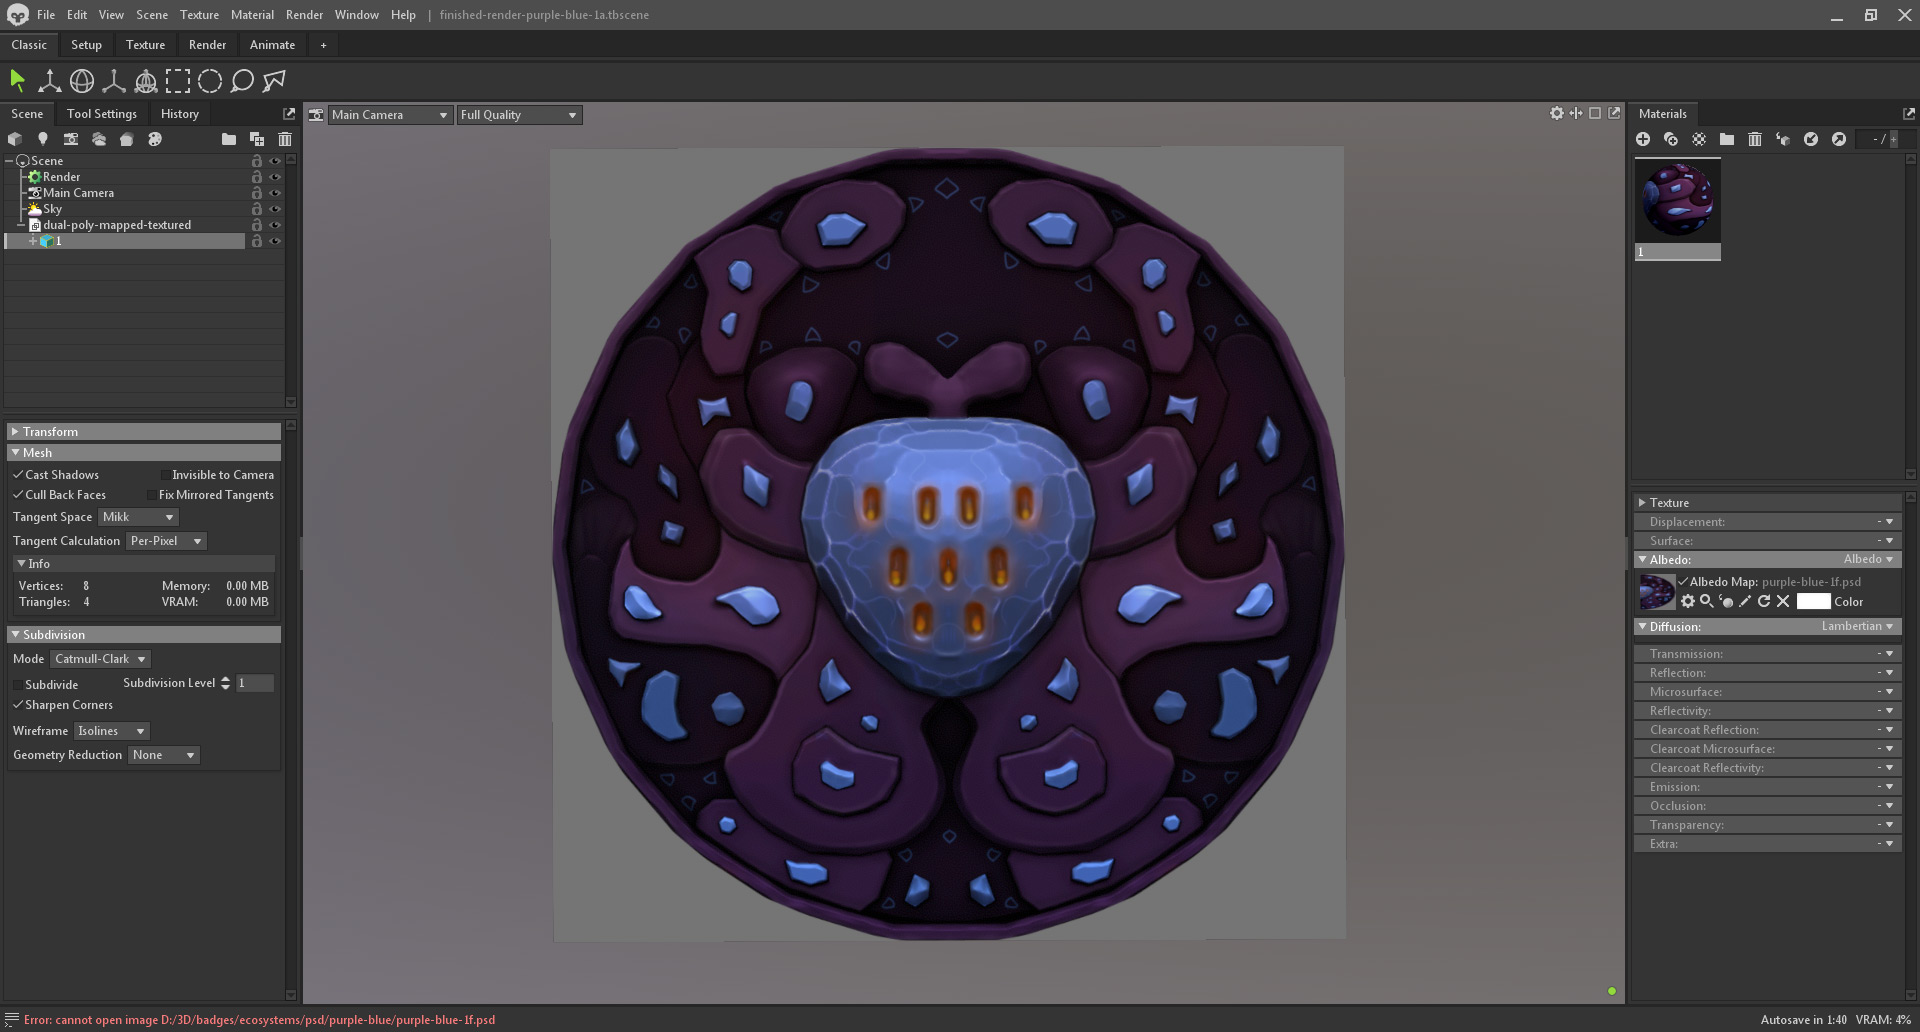 File Edit View Scene Texture Material Render Window Help | finished-render-purple-blue-1a.tbscene
Classic Setup Texture Render Animate +
Scene Tool Settings History
Main Camera Full Quality
Materials
- / +
Scene
Render
Main Camera
Sky
dual-poly-mapped-textured
1
1
Transform
Mesh
Cast Shadows Invisible to Camera
Cull Back Faces Fix Mirrored Tangents
Tangent Space Mikk
Tangent Calculation Per-Pixel
Info
Vertices: 8 Memory: 0.00 MB
Triangles: 4 VRAM: 0.00 MB
Subdivision
Mode Catmull-Clark
Subdivide Subdivision Level 1
Sharpen Corners
Wireframe Isolines
Geometry Reduction None
Texture
Displacement: -
Surface: -
Albedo: Albedo
Albedo Map: purple-blue-1f.psd
Color
Diffusion: Lambertian
Transmission: -
Reflection: -
Microsurface: -
Reflectivity: -
Clearcoat Reflection: -
Clearcoat Microsurface: -
Clearcoat Reflectivity: -
Emission: -
Occlusion: -
Transparency: -
Extra: -
Error: cannot open image D:/3D/badges/ecosystems/psd/purple-blue/purple-blue-1f.psd
Autosave in 1:40 VRAM: 4%